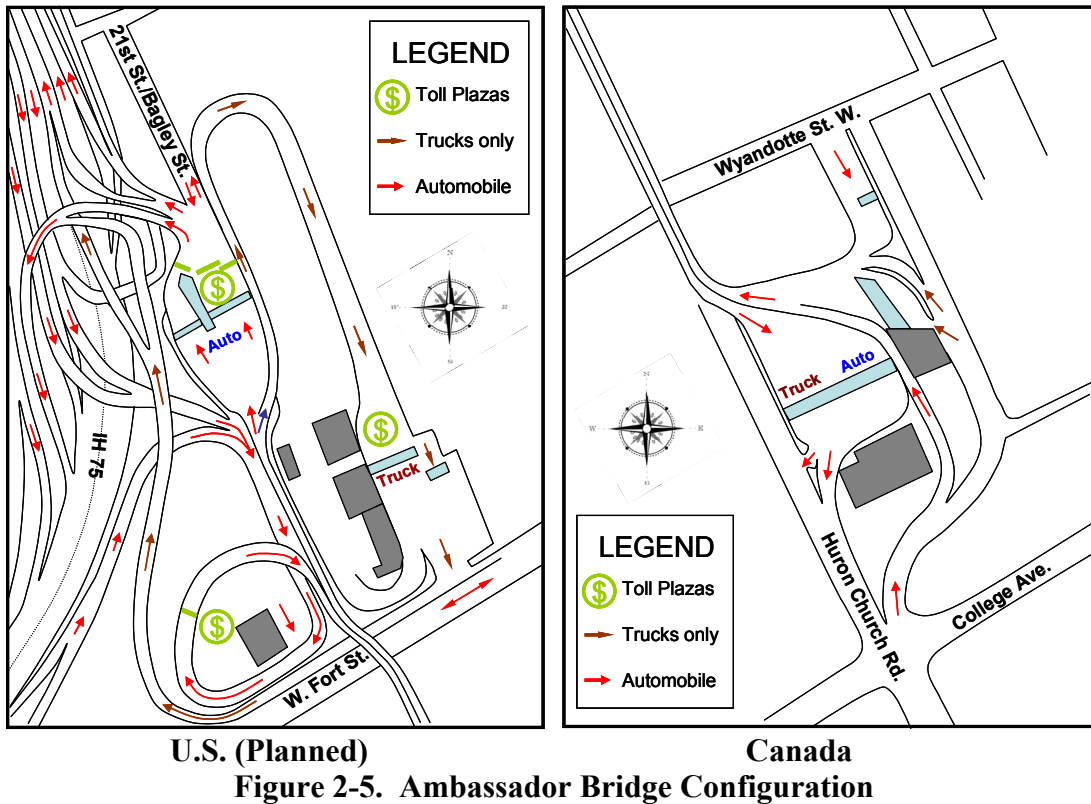 21st St./Bagley St.
LEGEND
$ Toll Plazas
Trucks only
Automobile
N
W
E
S
$
Auto
IH 75
$
Truck
$
W. Fort St.
Wyandotte St. W.
Auto
Truck
N
W
E
S
Huron Church Rd.
College Ave.
LEGEND
$ Toll Plazas
Trucks only
Automobile
U.S. (Planned)
Canada
Figure 2-5. Ambassador Bridge Configuration